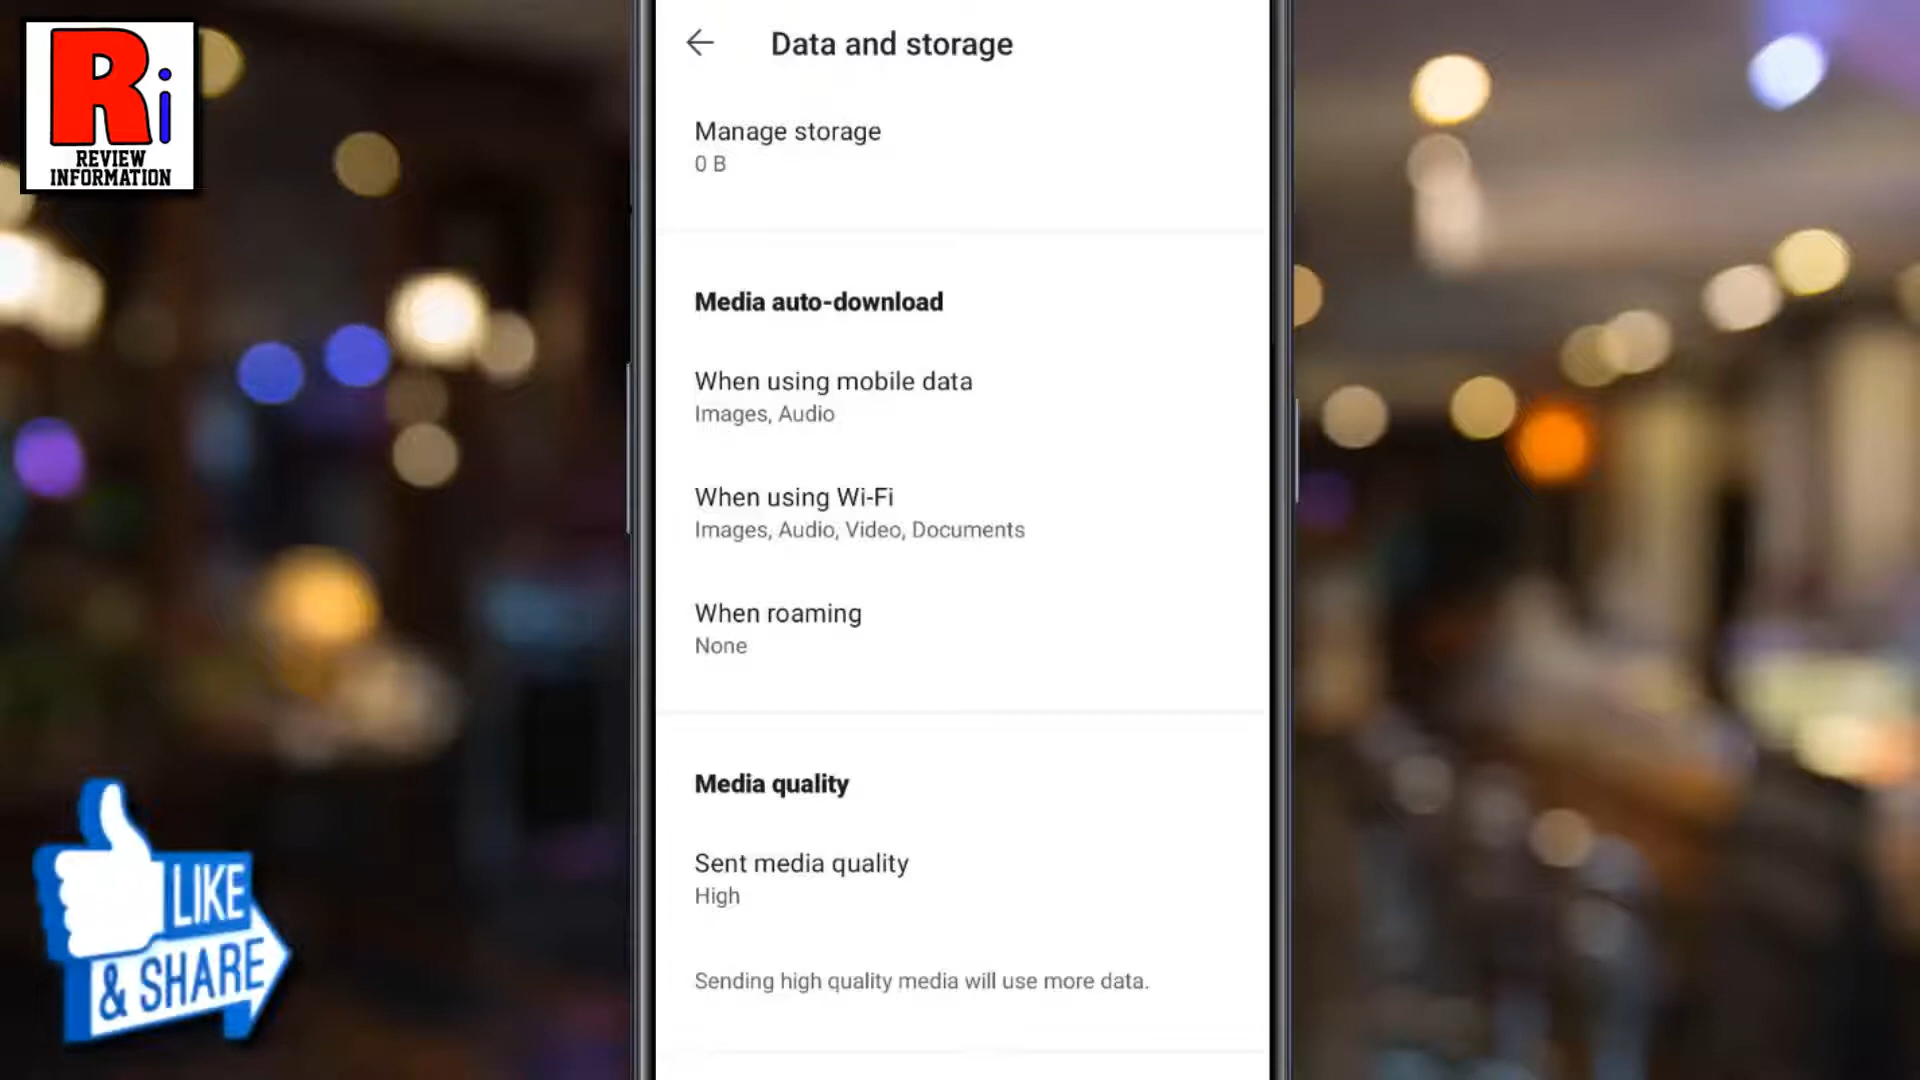 Ri
REVIEW
INFORMATION
Data and storage
Manage storage
0 B
Media auto-download
When using mobile data
Images, Audio
When using Wi-Fi
Images, Audio, Video, Documents
When roaming
None
Media quality
Sent media quality
High
Sending high quality media will use more data.
LIKE
& SHARE